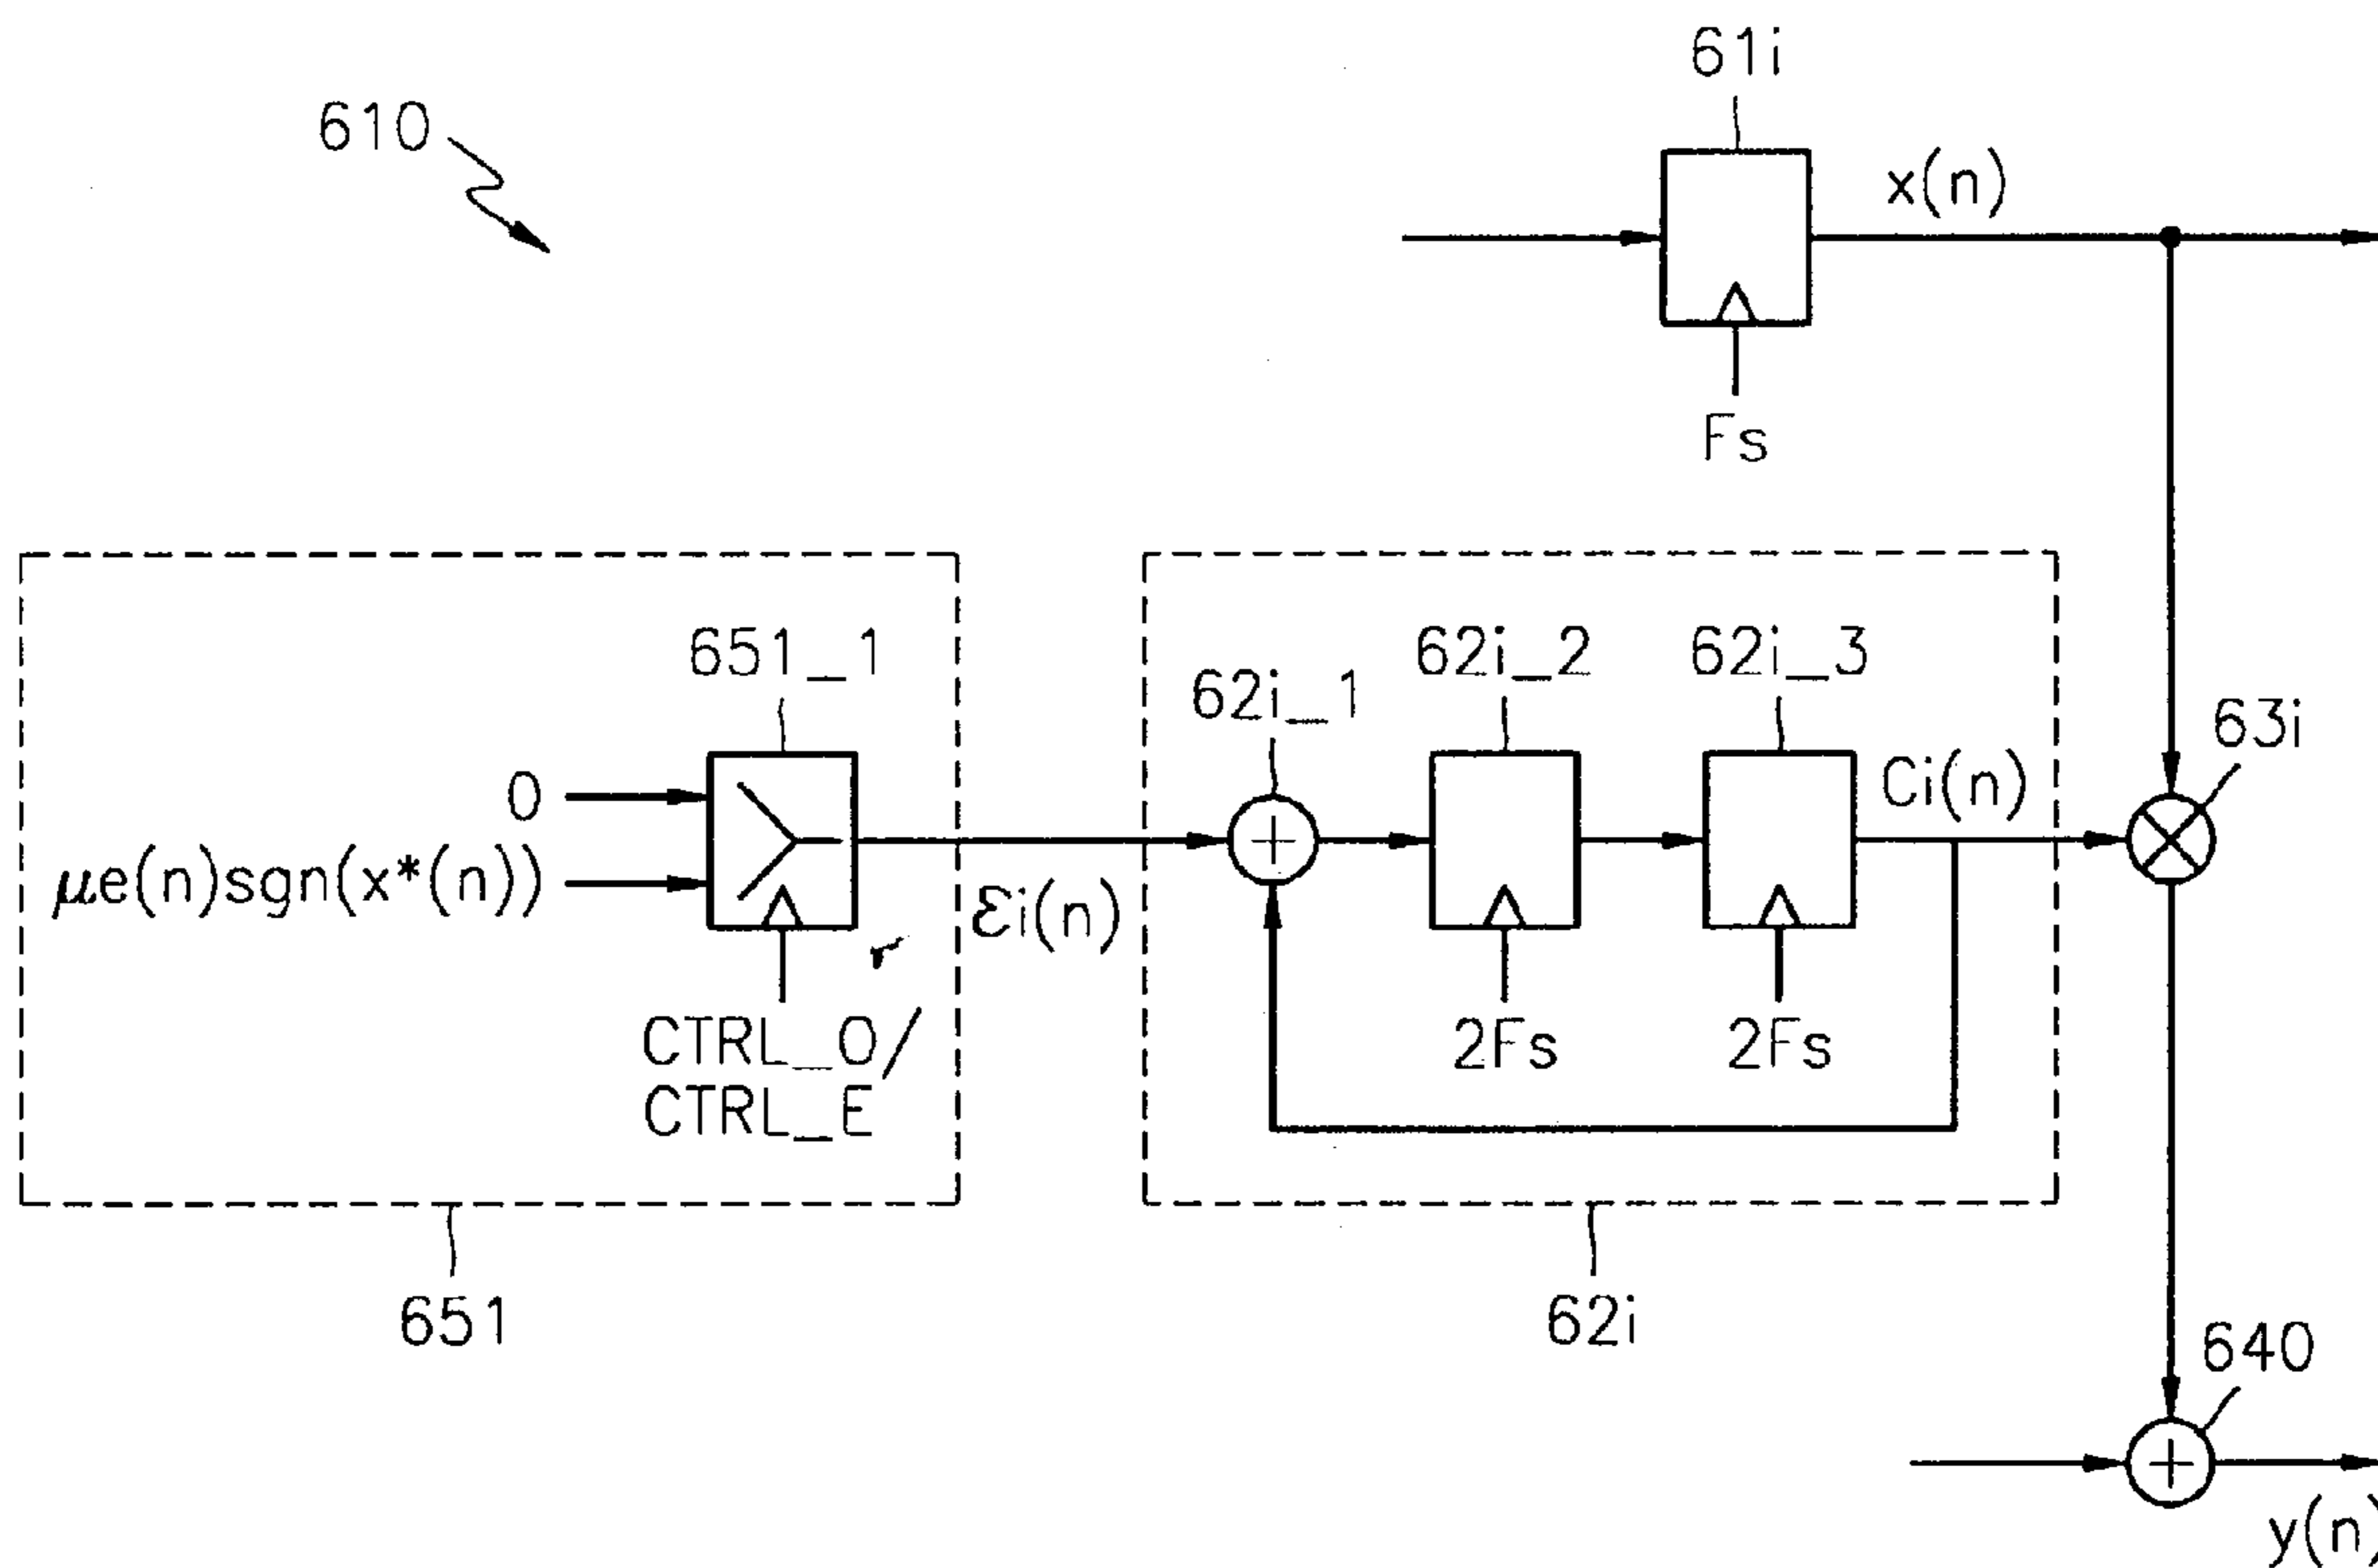 61i
610
x(n)
Fs
651_1
62i_1
62i_2
62i_3
63i
0
Ci(n)
μe(n)sgn(x*(n))
εi(n)
CTRL_O/
CTRL_E
2Fs
2Fs
651
62i
640
y(n)